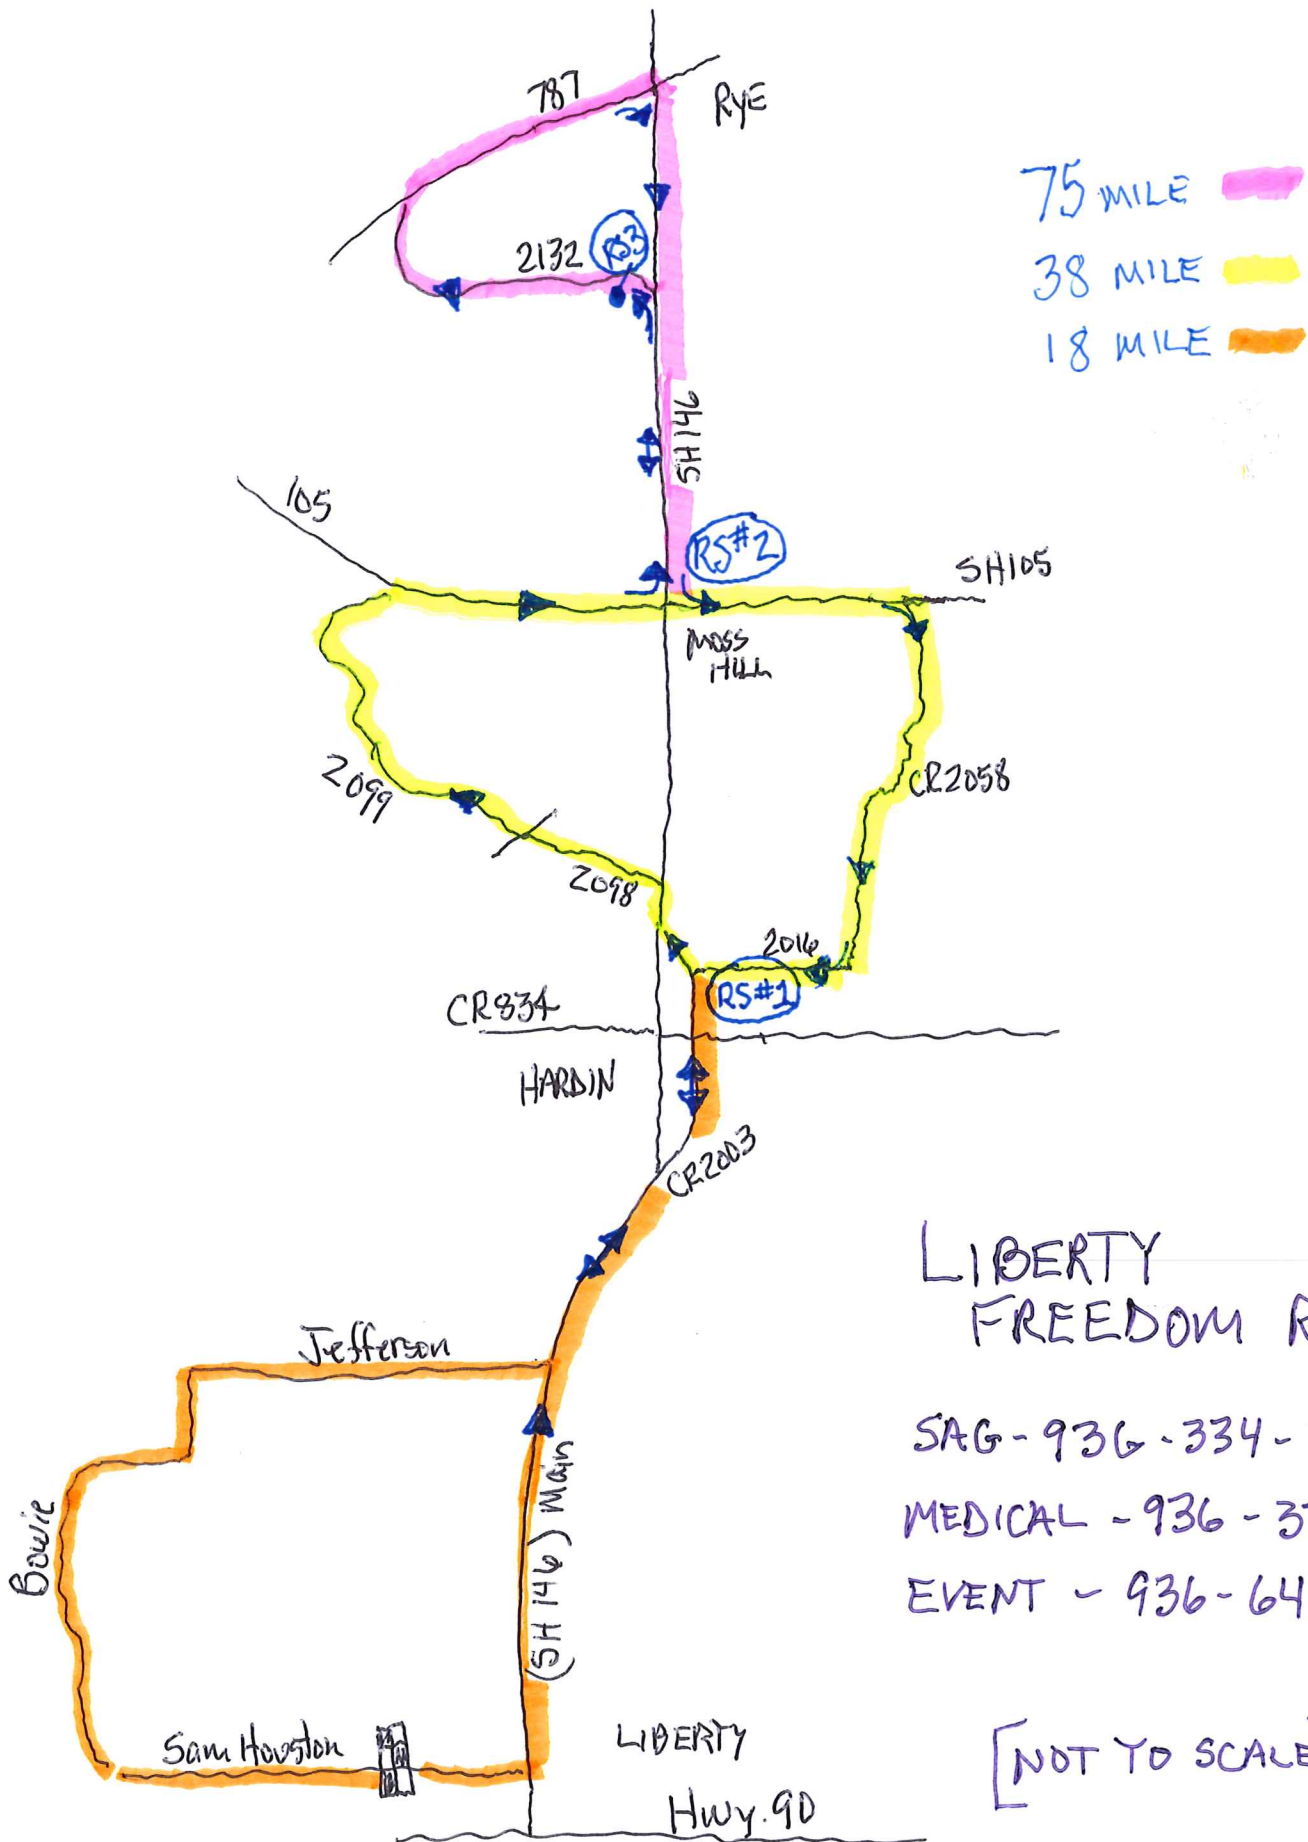 787
RYE
75 MILE
2132
RS3
38 MILE
18 MILE
SH146
105
RS#2
SH105
MOSS
HILL
2099
CR2058
2098
2016
RS#1
CR834
HARDIN
CR2003
LIBERTY
FREEDOM R
Jefferson
SAG - 936 - 334 -
(SH 146) Main
MEDICAL - 936 - 3
Bowie
EVENT - 936 - 64
Sam Houston
LIBERTY
[NOT TO SCALE
Hwy. 90